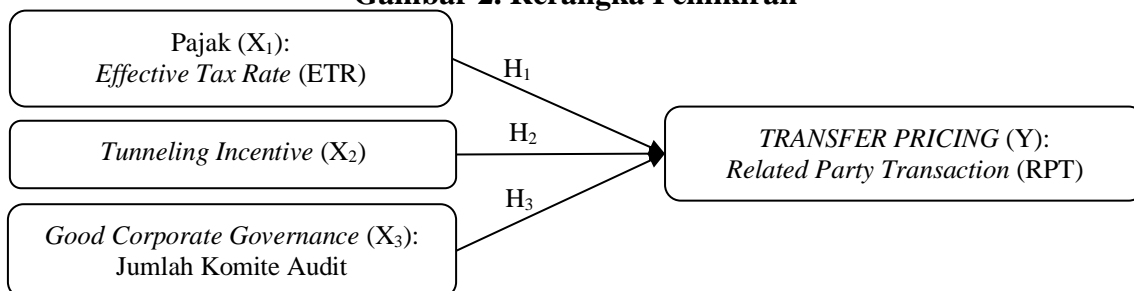 Gambar 2. Kerangka Pemikiran
Pajak (X₁):
Effective Tax Rate (ETR)
H₁
Tunneling Incentive (X₂)
H₂
TRANSFER PRICING (Y):
Related Party Transaction (RPT)
H₃
Good Corporate Governance (X₃):
Jumlah Komite Audit